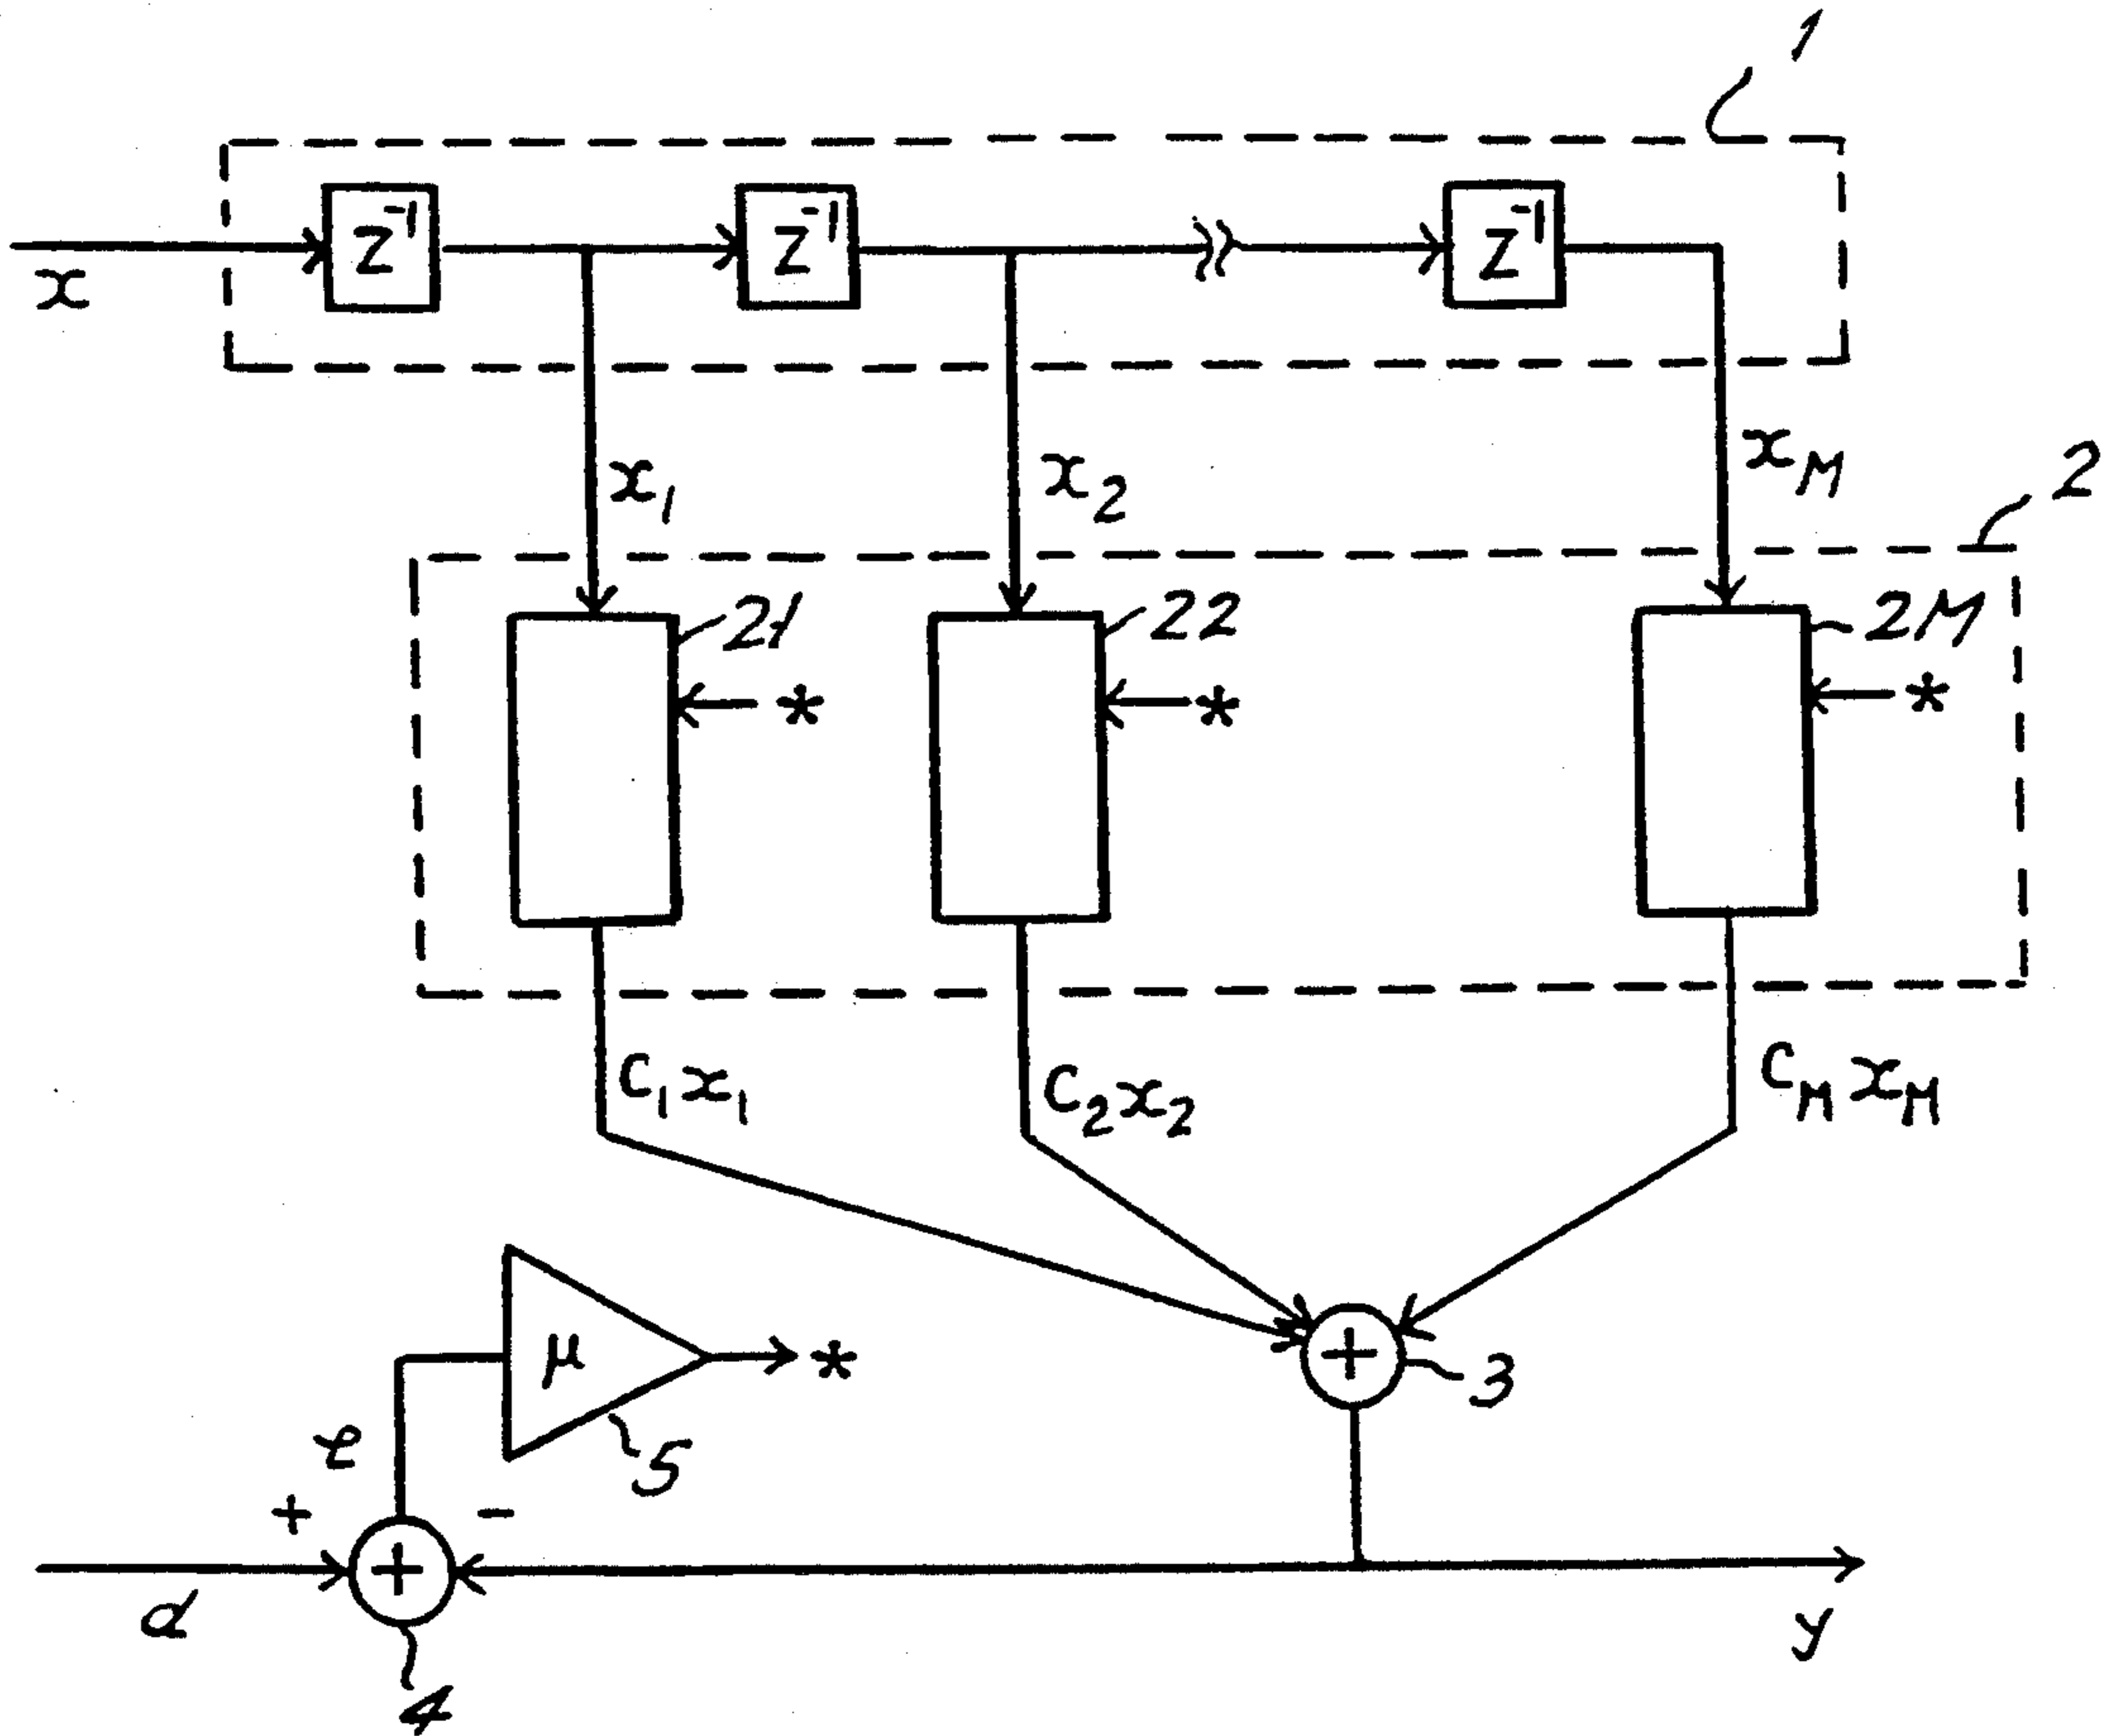 1
Z⁻¹ Z⁻¹ Z⁻¹
x
x₁ x₂ x_M
2
21 22 2M
* * *
C₁x₁ C₂x₂ C_M x_M
μ * + 3
e 5
+ -
+
d y
4